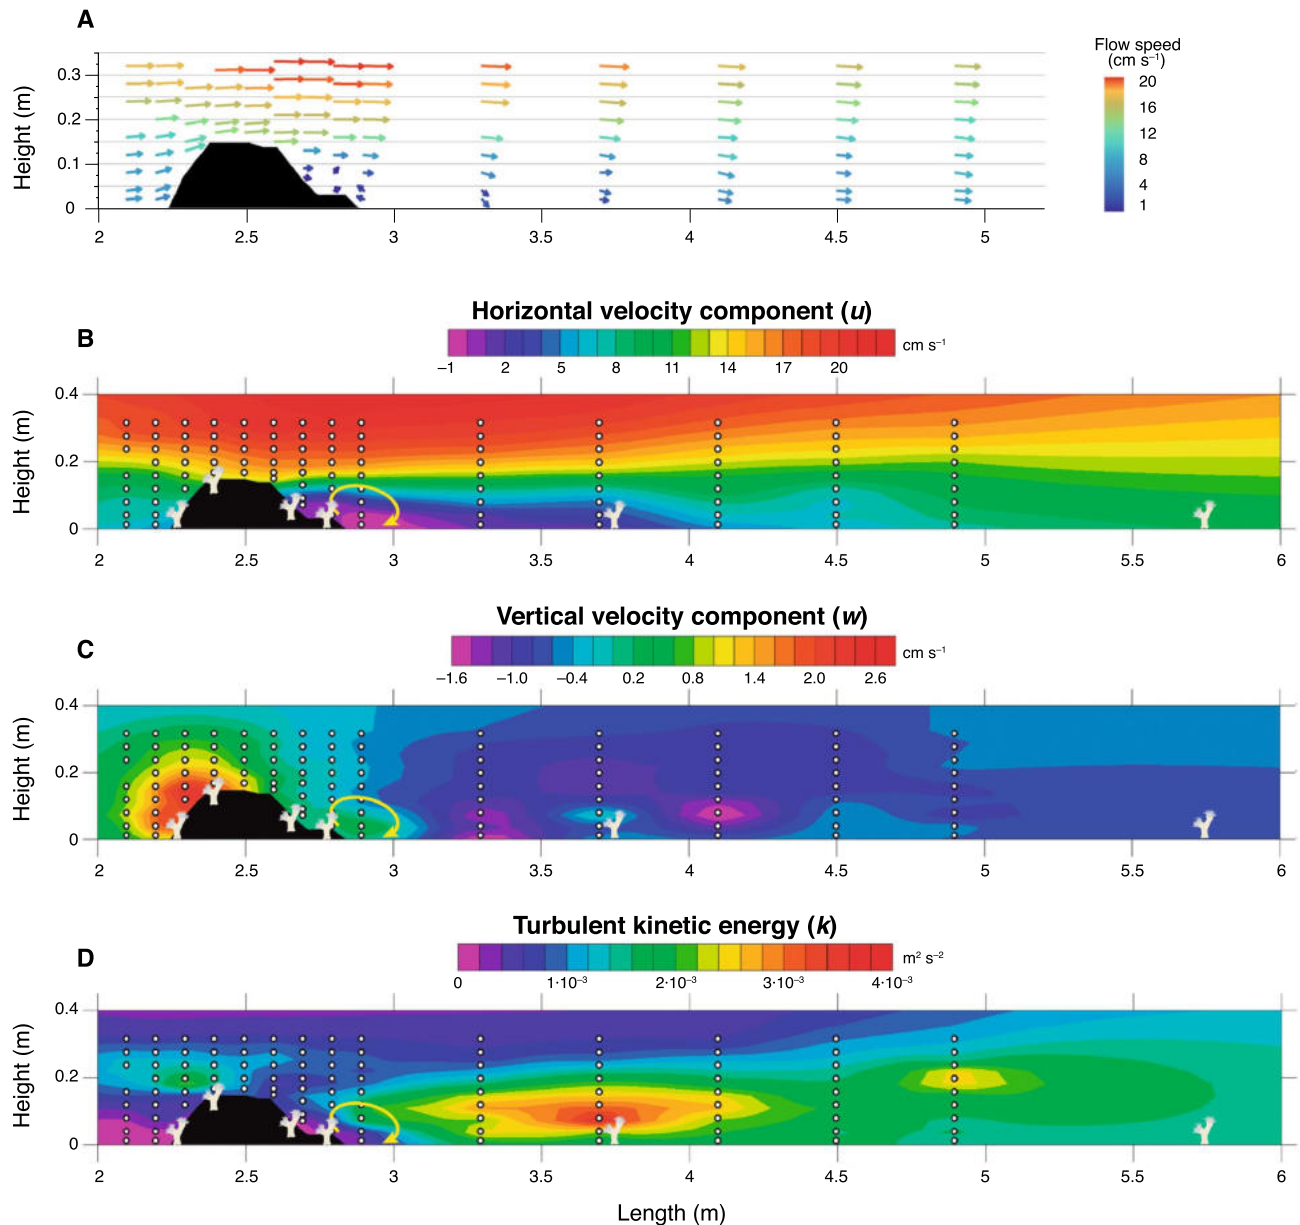 A
Flow speed
(cm s⁻¹)
20
16
12
8
4
1
Height (m)
0.3
0.2
0.1
0
2 2.5 3 3.5 4 4.5 5
Horizontal velocity component (u)
B
cm s⁻¹
–1 2 5 8 11 14 17 20
Height (m)
0.4
0.2
0
2 2.5 3 3.5 4 4.5 5 5.5 6
Vertical velocity component (w)
C
cm s⁻¹
–1.6 –1.0 –0.4 0.2 0.8 1.4 2.0 2.6
Height (m)
0.4
0.2
0
2 2.5 3 3.5 4 4.5 5 5.5 6
Turbulent kinetic energy (k)
D
m² s⁻²
0 1·10⁻³ 2·10⁻³ 3·10⁻³ 4·10⁻³
Height (m)
0.4
0.2
0
2 2.5 3 3.5 4 4.5 5 5.5 6
Length (m)